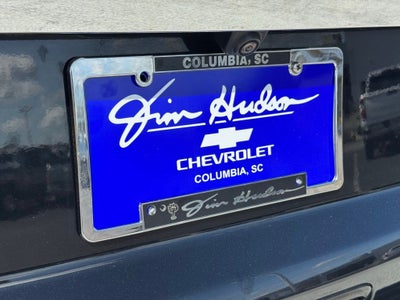 COLUMBIA, SC
Jim Hudson
CHEVROLET
COLUMBIA, SC
Jim Hudson